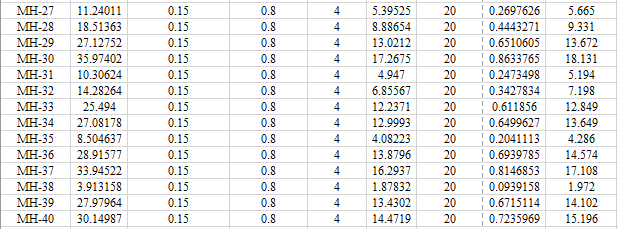 MH-27 11.24011 0.15 0.8 4 5.39525 20 0.2697626 5.665
MH-28 18.51363 0.15 0.8 4 8.88654 20 0.4443271 9.331
MH-29 27.12752 0.15 0.8 4 13.0212 20 0.6510605 13.672
MH-30 35.97402 0.15 0.8 4 17.2675 20 0.8633765 18.131
MH-31 10.30624 0.15 0.8 4 4.947 20 0.2473498 5.194
MH-32 14.28264 0.15 0.8 4 6.85567 20 0.3427834 7.198
MH-33 25.494 0.15 0.8 4 12.2371 20 0.611856 12.849
MH-34 27.08178 0.15 0.8 4 12.9993 20 0.6499627 13.649
MH-35 8.504637 0.15 0.8 4 4.08223 20 0.2041113 4.286
MH-36 28.91577 0.15 0.8 4 13.8796 20 0.6939785 14.574
MH-37 33.94522 0.15 0.8 4 16.2937 20 0.8146853 17.108
MH-38 3.913158 0.15 0.8 4 1.87832 20 0.0939158 1.972
MH-39 27.97964 0.15 0.8 4 13.4302 20 0.6715114 14.102
MH-40 30.14987 0.15 0.8 4 14.4719 20 0.7235969 15.196